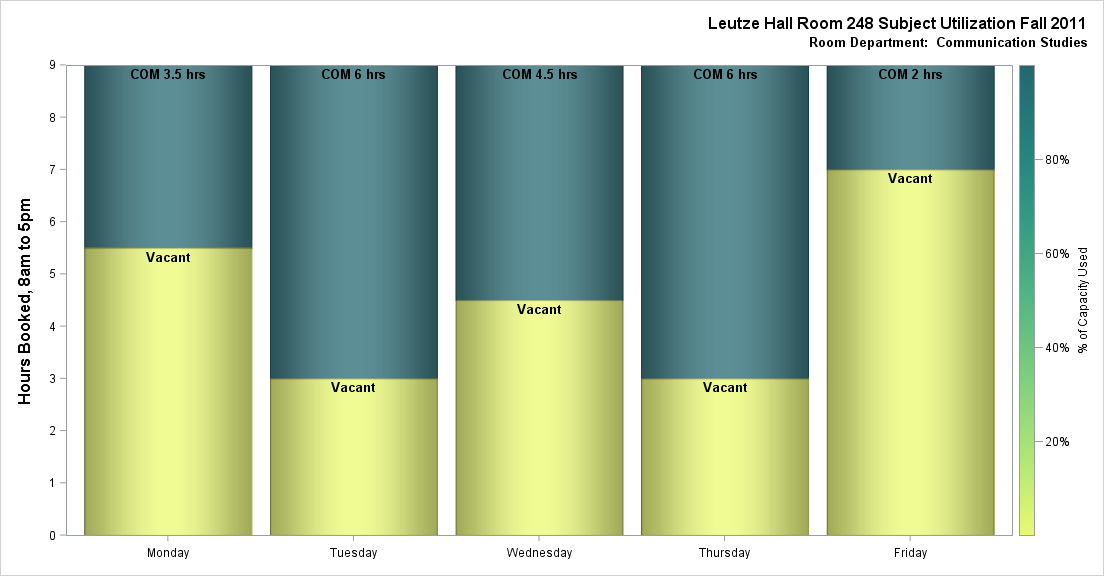 Leutze Hall Room 248 Subject Utilization Fall 2011
Room Department:  Communication Studies
Hours Booked, 8am to 5pm
9
8
7
6
5
4
3
2
1
0
COM 3.5 hrs
COM 6 hrs
COM 4.5 hrs
COM 6 hrs
COM 2 hrs
Vacant
Vacant
Vacant
Vacant
Vacant
Monday
Tuesday
Wednesday
Thursday
Friday
80%
60%
40%
20%
% of Capacity Used